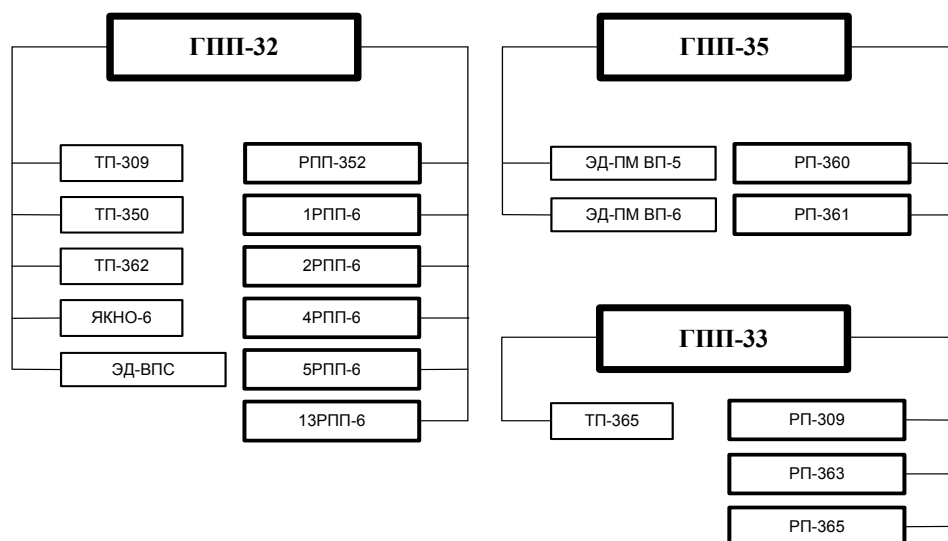 ГПП-32
ТП-309
ТП-350
ТП-362
ЯКНО-6
ЭД-ВПС
РПП-352
1РПП-6
2РПП-6
4РПП-6
5РПП-6
13РПП-6
ГПП-35
ЭД-ПМ ВП-5
ЭД-ПМ ВП-6
РП-360
РП-361
ГПП-33
ТП-365
РП-309
РП-363
РП-365